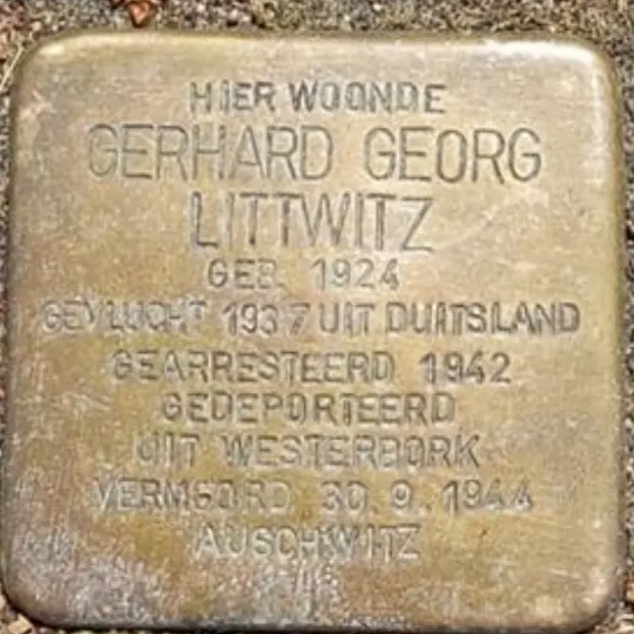 HIER WOONDE
GERHARD GEORG
LITTWITZ
GEB. 1924
GEVLUCHT 1937 UIT DUITSLAND
GEARRESTEERD 1942
GEDEPORTEERD
UIT WESTERBORK
VERMOORD 30.9.1944
AUSCHWITZ